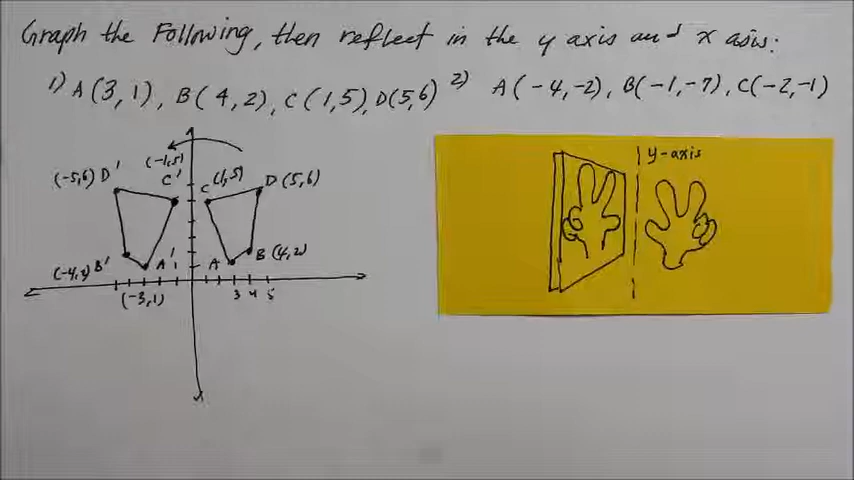 Graph the Following, then reflect in the y axis and x asis:
1) A(3,1), B(4,2), C(1,5), D(5,6) 2) A(-4,-2), B(-1,-7), C(-2,-1)
y-axis
(-1,5)
(-5,6) D' C' C (1,5) D (5,6)
(-4,2) B' A' 1 A B (4,2)
(-3,1) 3 4 5